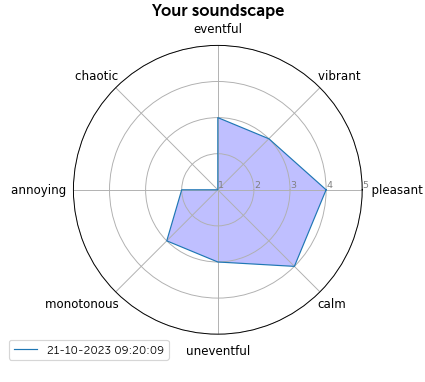 Your soundscape
eventful
chaotic
vibrant
annoying
1 2 3 4 5
pleasant
monotonous
calm
uneventful
21-10-2023 09:20:09